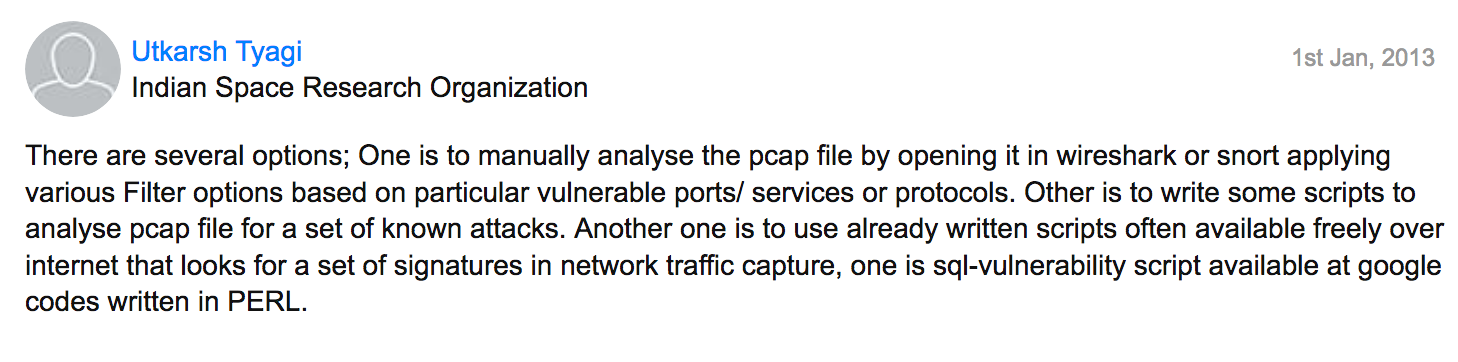 Utkarsh Tyagi
1st Jan, 2013
Indian Space Research Organization
There are several options; One is to manually analyse the pcap file by opening it in wireshark or snort applying
various Filter options based on particular vulnerable ports/ services or protocols. Other is to write some scripts to
analyse pcap file for a set of known attacks. Another one is to use already written scripts often available freely over
internet that looks for a set of signatures in network traffic capture, one is sql-vulnerability script available at google
codes written in PERL.